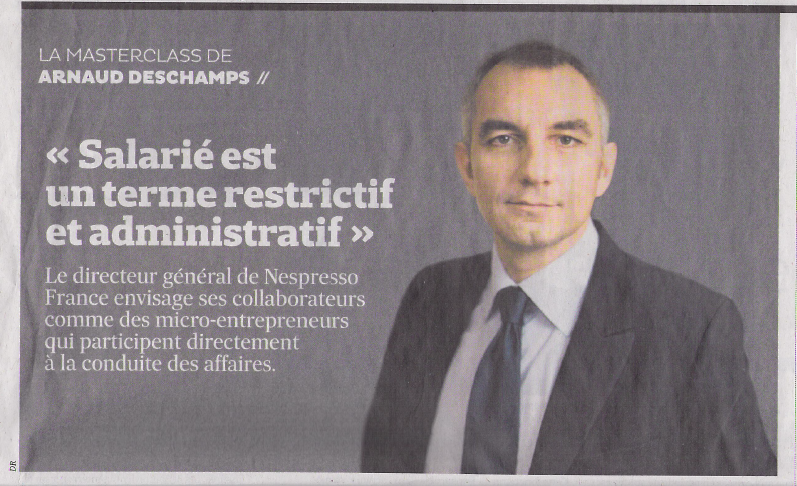 LA MASTERCLASS DE
ARNAUD DESCHAMPS //
« Salarié est
un terme restrictif
et administratif »
Le directeur général de Nespresso
France envisage ses collaborateurs
comme des micro-entrepreneurs
qui participent directement
à la conduite des affaires.
DR